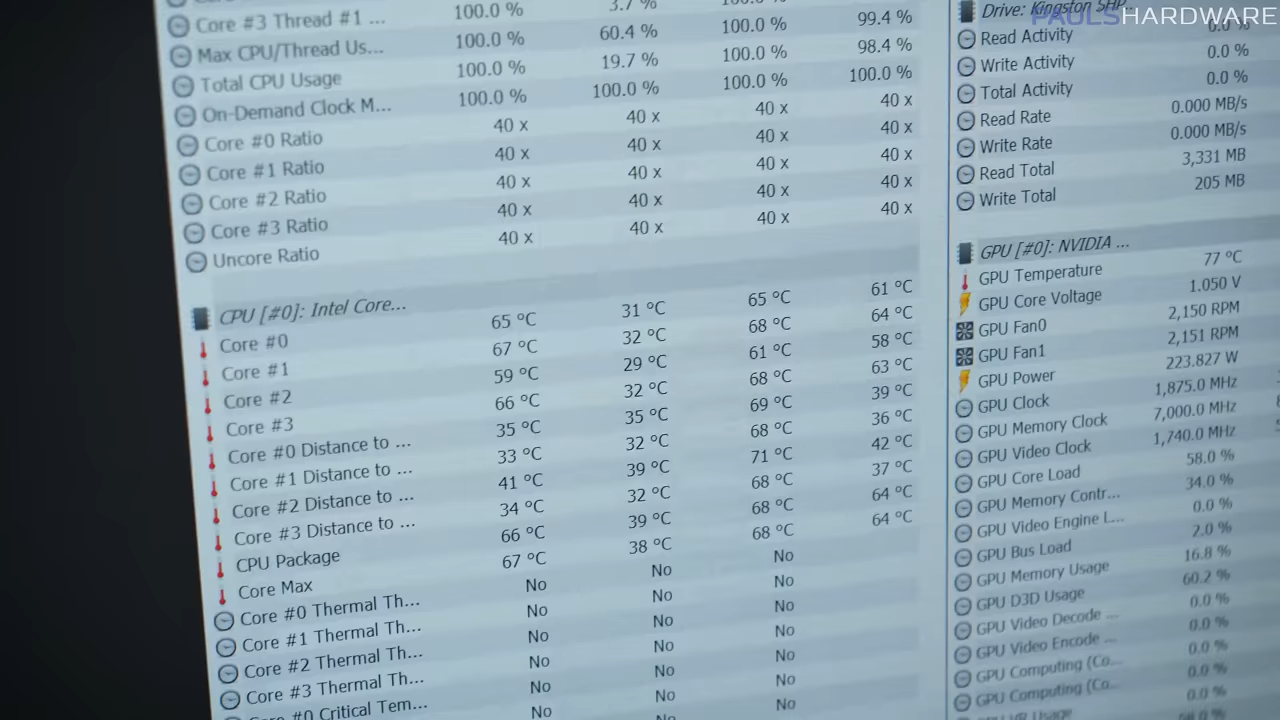 PAULSHARDWARE
Core #3 Thread #1 ... 100.0 % 3.7 % 99.4 %
Max CPU/Thread Us... 100.0 % 60.4 % 100.0 % 98.4 %
Total CPU Usage 100.0 % 19.7 % 100.0 % 100.0 %
On-Demand Clock M... 100.0 % 100.0 % 100.0 % 40 x
Core #0 Ratio 40 x 40 x 40 x 40 x
Core #1 Ratio 40 x 40 x 40 x 40 x
Core #2 Ratio 40 x 40 x 40 x 40 x
Core #3 Ratio 40 x 40 x 40 x 40 x
Uncore Ratio 40 x 40 x 40 x
CPU [#0]: Intel Core...
Core #0 65 °C 31 °C 65 °C 61 °C
Core #1 67 °C 32 °C 68 °C 64 °C
Core #2 59 °C 29 °C 61 °C 58 °C
Core #3 66 °C 32 °C 68 °C 63 °C
Core #0 Distance to ... 35 °C 35 °C 69 °C 39 °C
Core #1 Distance to ... 33 °C 32 °C 68 °C 36 °C
Core #2 Distance to ... 41 °C 39 °C 71 °C 42 °C
Core #3 Distance to ... 34 °C 32 °C 68 °C 37 °C
CPU Package 66 °C 39 °C 68 °C 64 °C
Core Max 67 °C 38 °C 68 °C 64 °C
Core #0 Thermal Th... No No No
Core #1 Thermal Th... No No No
Core #2 Thermal Th... No No No
Core #3 Thermal Th... No No No
Core #0 Critical Tem... No No No
No No No
Drive: Kingston
Read Activity 0.0 %
Write Activity 0.0 %
Total Activity 0.0 %
Read Rate 0.000 MB/s
Write Rate 0.000 MB/s
Read Total 3,331 MB
Write Total 205 MB
GPU [#0]: NVIDIA ...
GPU Temperature 77 °C
GPU Core Voltage 1.050 V
GPU Fan0 2,150 RPM
GPU Fan1 2,151 RPM
GPU Power 223.827 W
GPU Clock 1,875.0 MHz
GPU Memory Clock 7,000.0 MHz
GPU Video Clock 1,740.0 MHz
GPU Core Load 58.0 %
GPU Memory Contr... 34.0 %
GPU Video Engine L... 0.0 %
GPU Bus Load 2.0 %
GPU Memory Usage 16.8 %
GPU D3D Usage 60.2 %
GPU Video Decode ... 0.0 %
GPU Video Encode ... 0.0 %
GPU Computing (Co... 0.0 %
GPU Computing (Co... 0.0 %